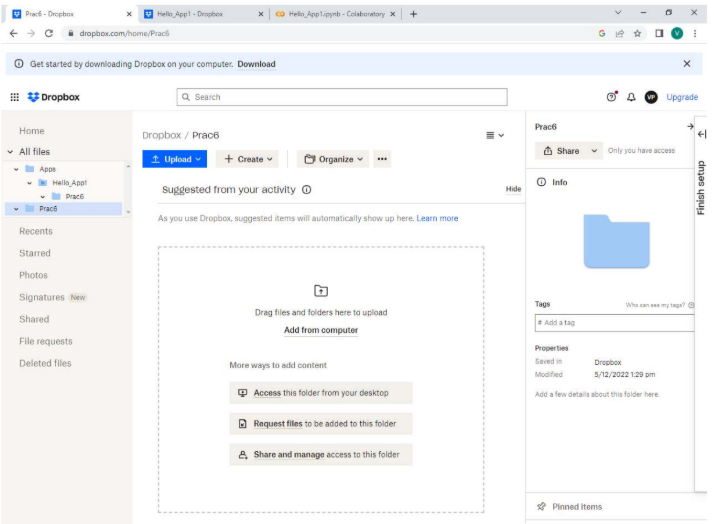 Prac6 - Dropbox
Hello_App1 - Dropbox
Hello_App1.ipynb - Colaboratory
dropbox.com/home/Prac6
V
Get started by downloading Dropbox on your computer. Download
Dropbox
Search
VP
Upgrade
Home
All files
Apps
Hello_App1
Prac6
Prac6
Recents
Starred
Photos
Signatures New
Shared
File requests
Deleted files
Dropbox / Prac6
Upload
Create
Organize
Suggested from your activity
Hide
As you use Dropbox, suggested items will automatically show up here. Learn more
Drag files and folders here to upload
Add from computer
More ways to add content
Access this folder from your desktop
Request files to be added to this folder
Share and manage access to this folder
Prac6
Share
Only you have access
Info
Tags
Who can see my tags?
# Add a tag
Properties
Saved in Dropbox
Modified 5/12/2022 1:29 pm
Add a few details about this folder here.
Pinned items
Finish setup